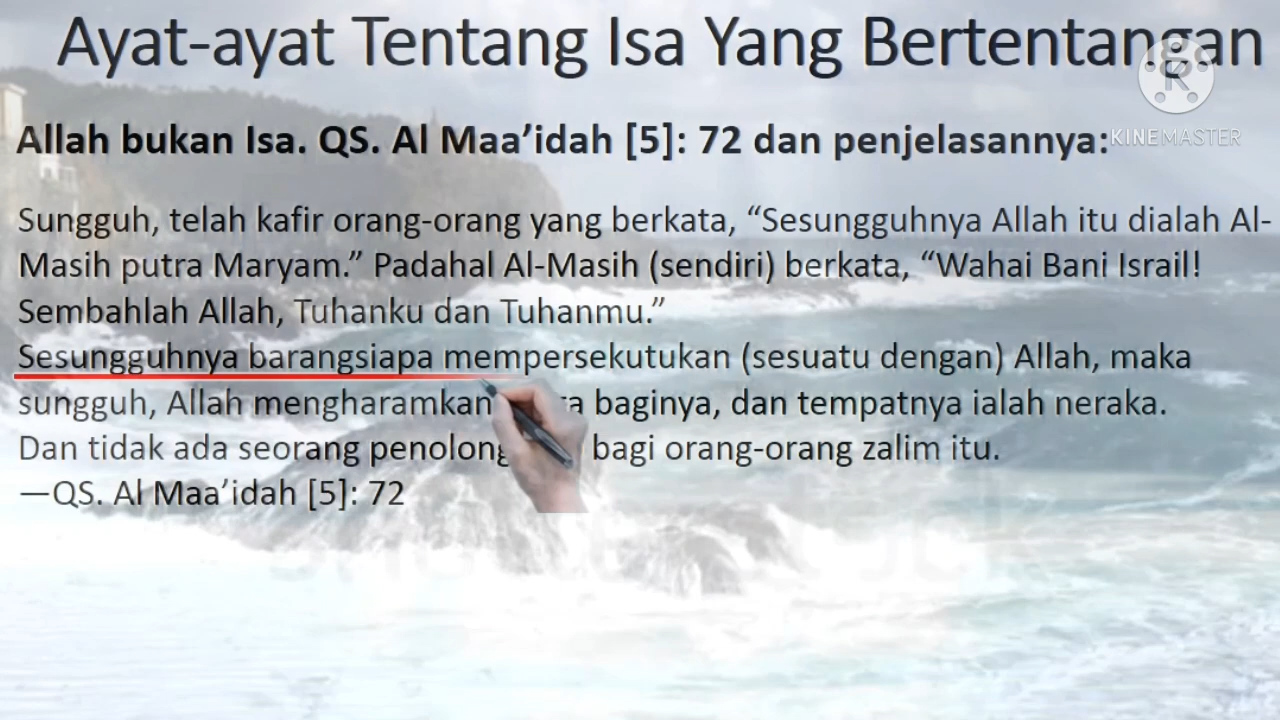 Ayat-ayat Tentang Isa Yang Bertentangan
KINEMASTER
Allah bukan Isa. QS. Al Maa’idah [5]: 72 dan penjelasannya:
Sungguh, telah kafir orang-orang yang berkata, “Sesungguhnya Allah itu dialah Al-
Masih putra Maryam.” Padahal Al-Masih (sendiri) berkata, “Wahai Bani Israil!
Sembahlah Allah, Tuhanku dan Tuhanmu.”
Sesungguhnya barangsiapa mempersekutukan (sesuatu dengan) Allah, maka
sungguh, Allah mengharamkan baginya, dan tempatnya ialah neraka.
Dan tidak ada seorang penolong bagi orang-orang zalim itu.
—QS. Al Maa’idah [5]: 72